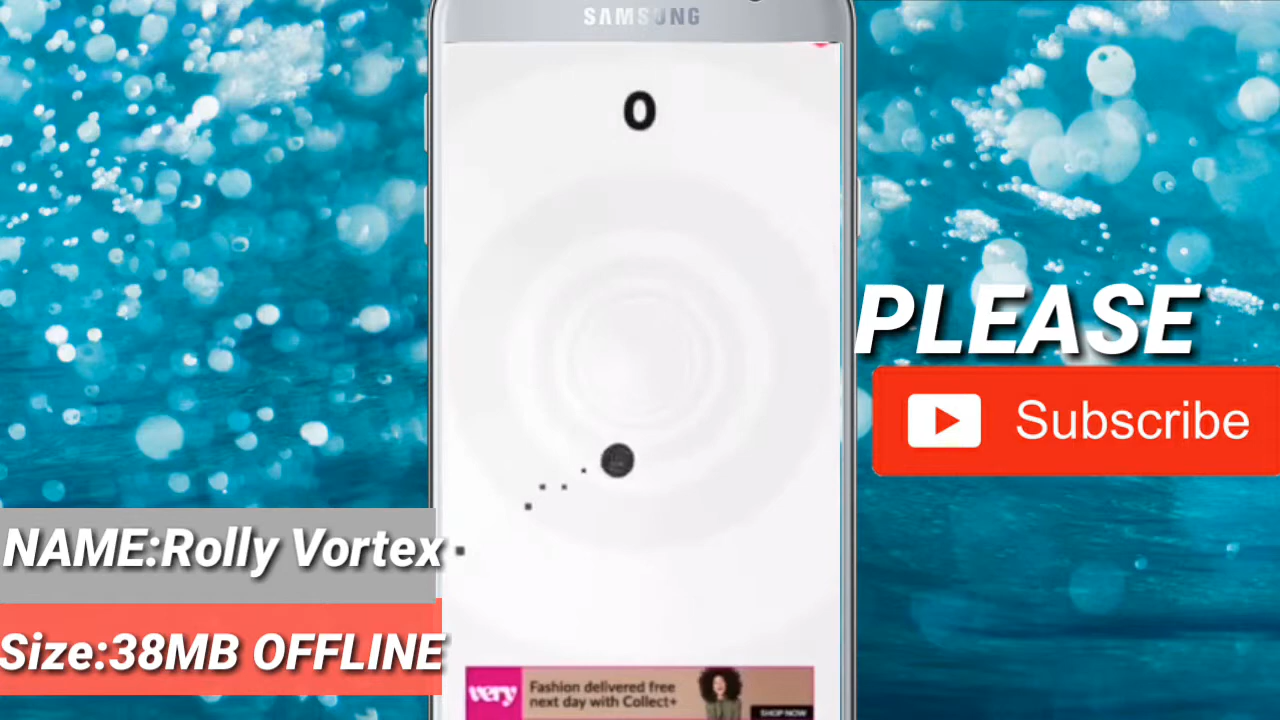 SAMSUNG
0
PLEASE
Subscribe
NAME:Rolly Vortex
Size:38MB OFFLINE
very
Fashion delivered free
next day with Collect+
SHOP NOW